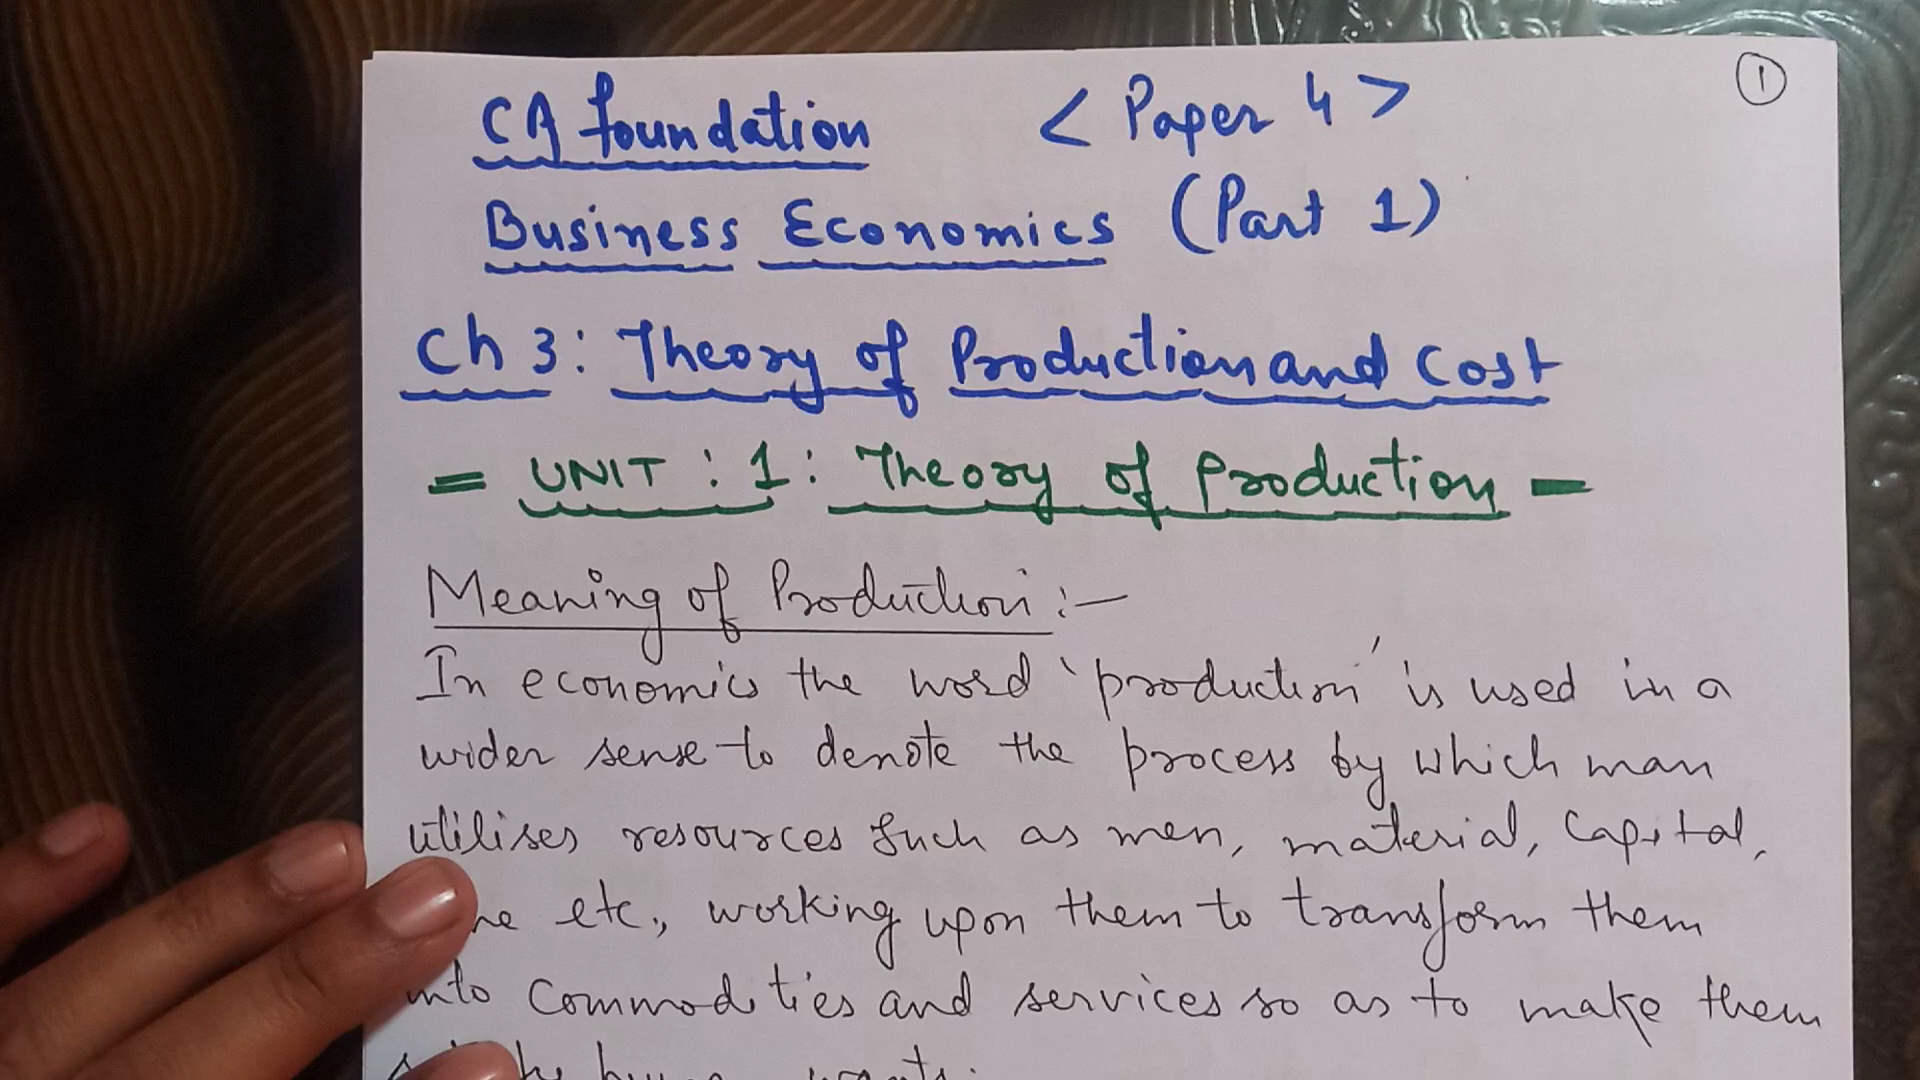 1
CA foundation < Paper 4 >
Business Economics (Part 1)
Ch 3: Theory of Production and Cost
= UNIT : 1 : Theory of Production -
Meaning of Production :-
In economics the word 'production' is used in a
wider sense to denote the process by which man
utilises resources such as men, material, capital,
etc., working upon them to transform them
into commodities and services so as to make them
wants.